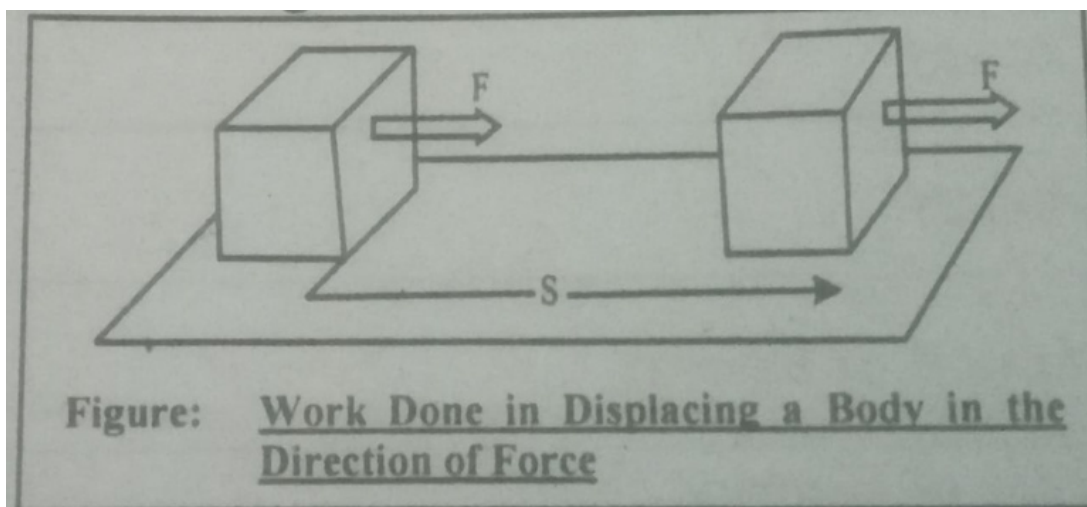 F
F
S
Figure: Work Done in Displacing a Body in the
Direction of Force